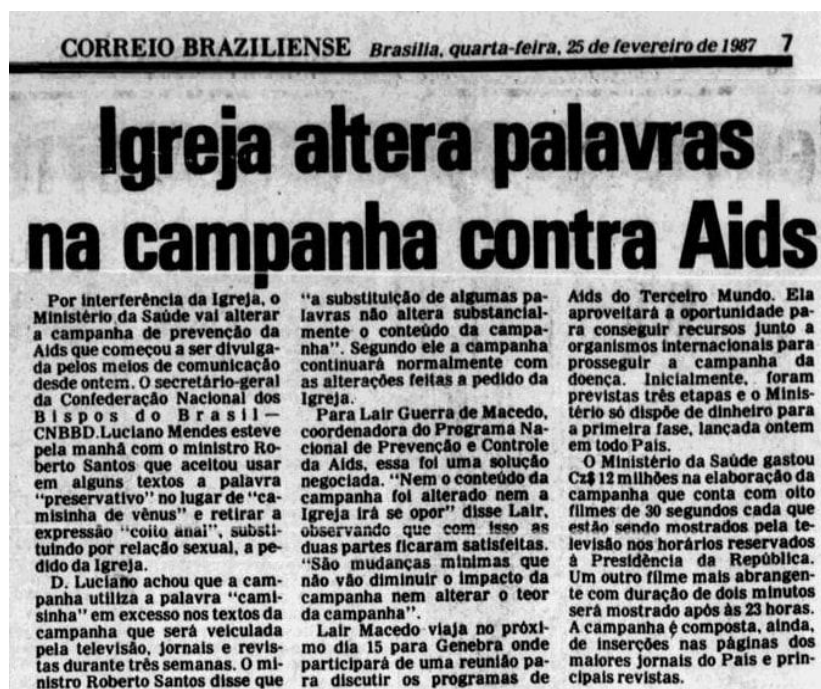 CORREIO BRAZILIENSE Brasília, quarta-feira, 25 de fevereiro de 1987 7
Igreja altera palavras
na campanha contra Aids
Por interferência da Igreja, o
Ministério da Saúde vai alterar
a campanha de prevenção da
Aids que começou a ser divulga-
da pelos meios de comunicação
desde ontem. O secretário-geral
da Confederação Nacional dos
Bispos do Brasil —
CNBBD.Luciano Mendes esteve
pela manhã com o ministro Ro-
berto Santos que aceitou usar
em alguns textos a palavra
"preservativo" no lugar de "ca-
misinha de vênus" e retirar a
expressão "coito anal", substi-
tuindo por relação sexual, a pe-
dido da Igreja.
D. Luciano achou que a cam-
panha utiliza a palavra "cami-
sinha" em excesso nos textos da
campanha que será veiculada
pela televisão, jornais e revis-
tas durante três semanas. O mi-
nistro Roberto Santos disse que
"a substituição de algumas pa-
lavras não altera substancial-
mente o conteúdo da campa-
nha". Segundo ele a campanha
continuará normalmente com
as alterações feitas a pedido da
Igreja.
Para Lair Guerra de Macedo,
coordenadora do Programa Na-
cional de Prevenção e Controle
da Aids, essa foi uma solução
negociada. "Nem o conteúdo da
campanha foi alterado nem a
Igreja irá se opor" disse Lair,
observando que com isso as
duas partes ficaram satisfeitas.
"São mudanças mínimas que
não vão diminuir o impacto da
campanha nem alterar o teor
da campanha".
Lair Macedo viaja no próxi-
mo dia 15 para Genebra onde
participará de uma reunião pa-
ra discutir os programas de
Aids do Terceiro Mundo. Ela
aproveitará a oportunidade pa-
ra conseguir recursos junto a
organismos internacionais para
prosseguir a campanha da
doença. Inicialmente, foram
previstas três etapas e o Minis-
tério só dispõe de dinheiro para
a primeira fase, lançada ontem
em todo País.
O Ministério da Saúde gastou
Cz$ 12 milhões na elaboração da
campanha que conta com oito
filmes de 30 segundos cada que
estão sendo mostrados pela te-
levisão nos horários reservados
à Presidência da República.
Um outro filme mais abrangen-
te com duração de dois minutos
será mostrado após às 23 horas.
A campanha é composta, ainda,
de inserções nas páginas dos
maiores jornais do País e prin-
cipais revistas.